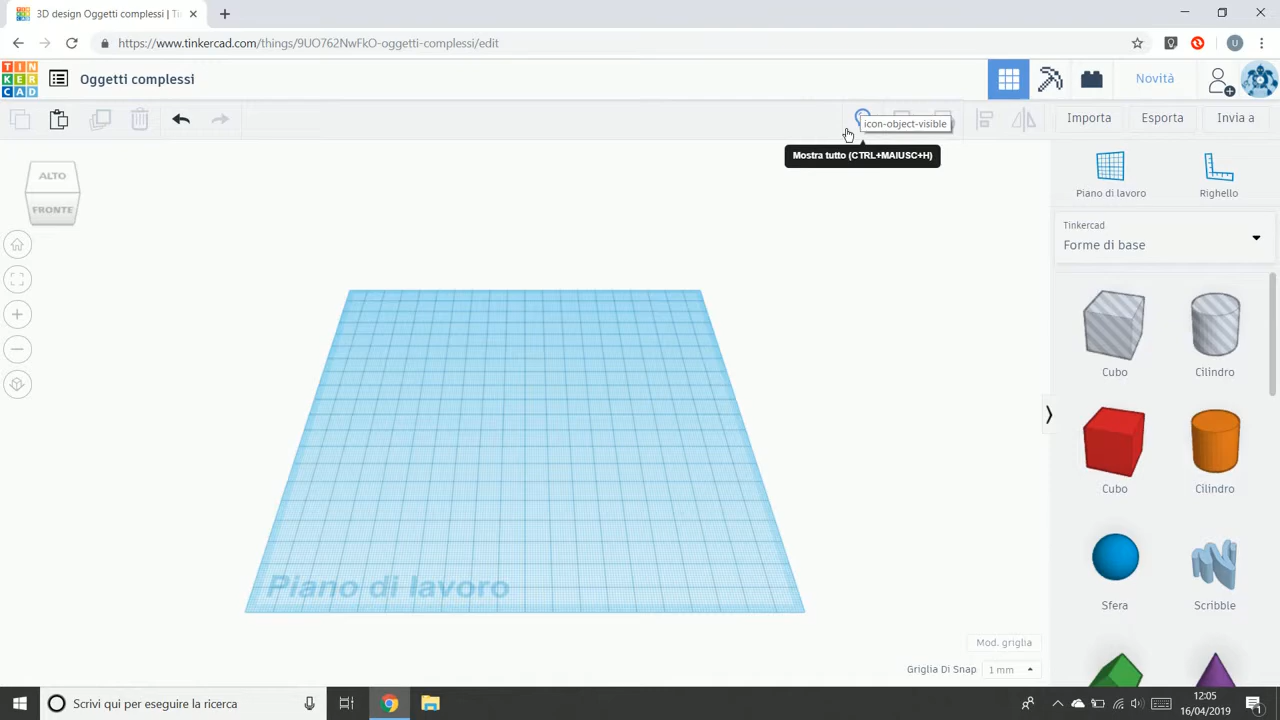 3D design Oggetti complessi | Tin
https://www.tinkercad.com/things/9UO762NwFkO-oggetti-complessi/edit
U
TIN
KER
CAD
Oggetti complessi
Novità
icon-object-visible
Mostra tutto (CTRL+MAIUSC+H)
Importa
Esporta
Invia a
ALTO
FRONTE
Piano di lavoro
Righello
Tinkercad
Forme di base
Cubo
Cilindro
Cubo
Cilindro
Sfera
Scribble
Piano di lavoro
Mod. griglia
Griglia Di Snap
1 mm
Scrivi qui per eseguire la ricerca
12:05
16/04/2019
1